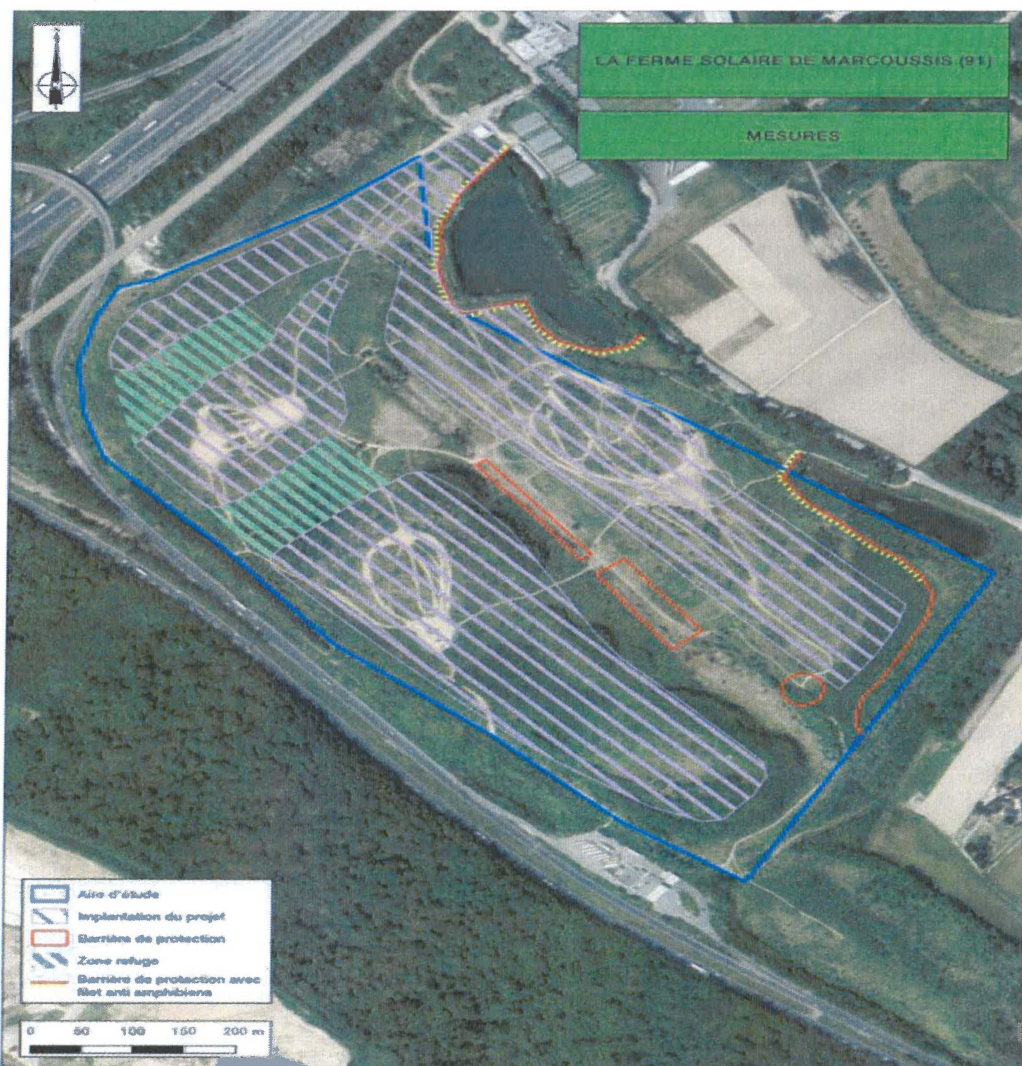 LA FERME SOLAIRE DE MARCOUSSIS (91)
MESURES
Aire d'étude
Implantation du projet
Barrière de protection
Zone refuge
Barrière de protection avec
filet anti amphibiens
0 50 100 150 200 m